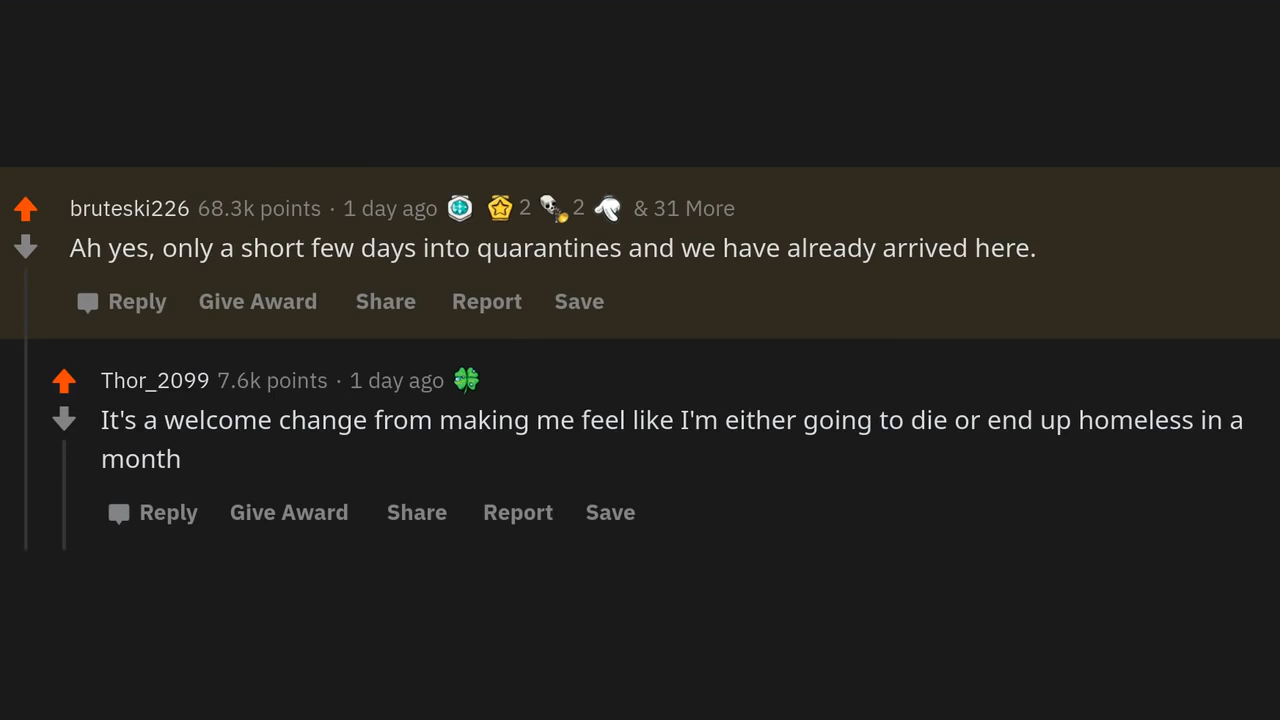 bruteski226 68.3k points · 1 day ago 2 2 & 31 More
Ah yes, only a short few days into quarantines and we have already arrived here.
Reply Give Award Share Report Save
Thor_2099 7.6k points · 1 day ago
It's a welcome change from making me feel like I'm either going to die or end up homeless in a
month
Reply Give Award Share Report Save